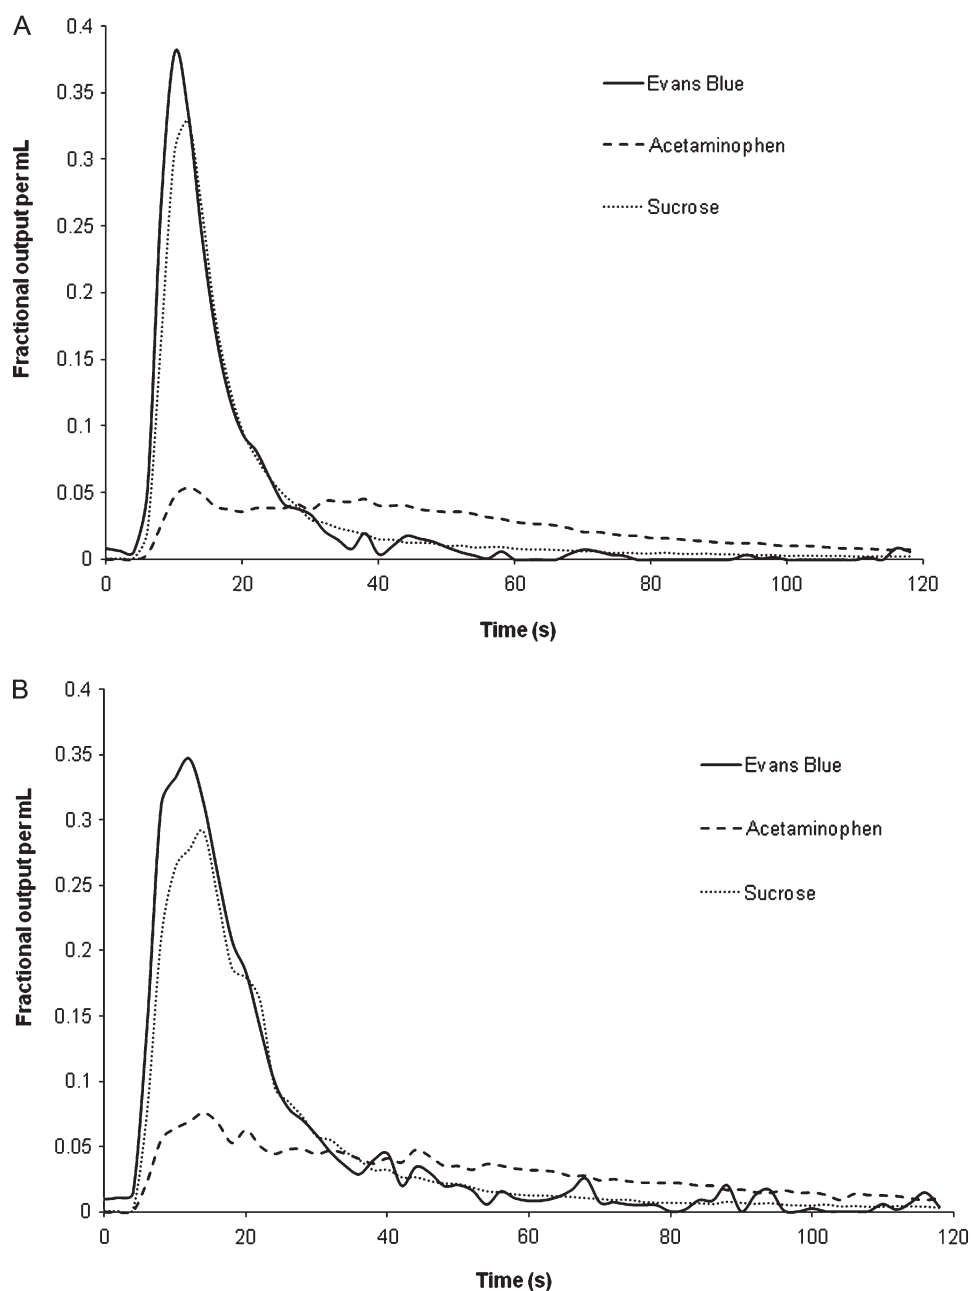 A
0.4
0.35
0.3
0.25
0.2
0.15
0.1
0.05
0
Fractional output per mL
Evans Blue
Acetaminophen
Sucrose
0 20 40 60 80 100 120
Time (s)
B
0.4
0.35
0.3
0.25
0.2
0.15
0.1
0.05
0
Fractional output per mL
Evans Blue
Acetaminophen
Sucrose
0 20 40 60 80 100 120
Time (s)